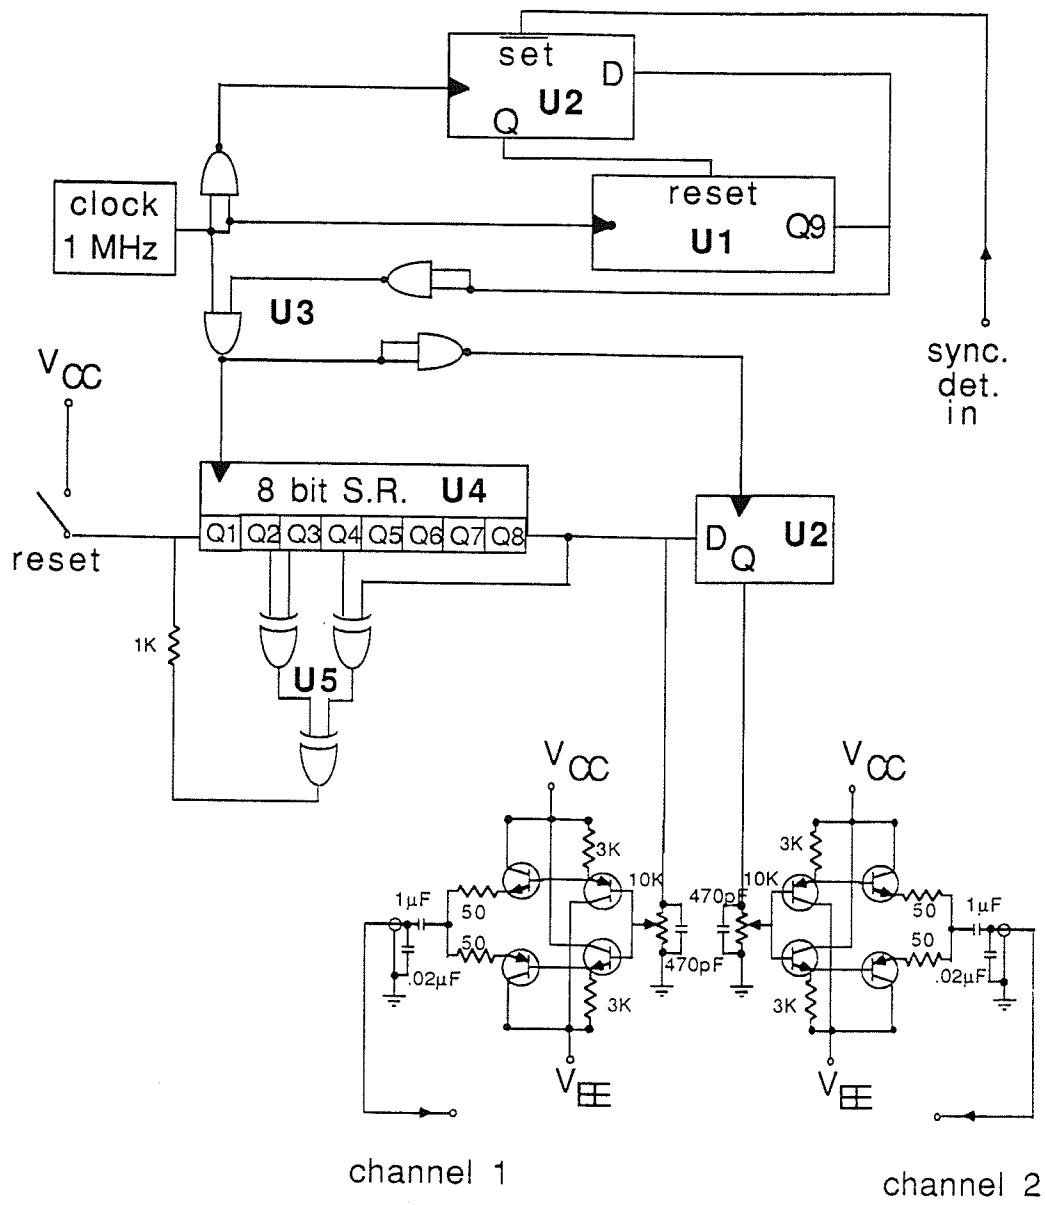 set
D
U2
Q
clock
1 MHz
reset
Q9
U1
U3
sync.
det.
in
VCC
8 bit S.R. U4
Q1 Q2 Q3 Q4 Q5 Q6 Q7 Q8
reset
D
Q
U2
1K
U5
VCC
VCC
3K
3K
10K
470pF
10K
1µF
50
50
1µF
50
50
.02µF
470pF
.02µF
3K
3K
VEE
VEE
channel 1
channel 2